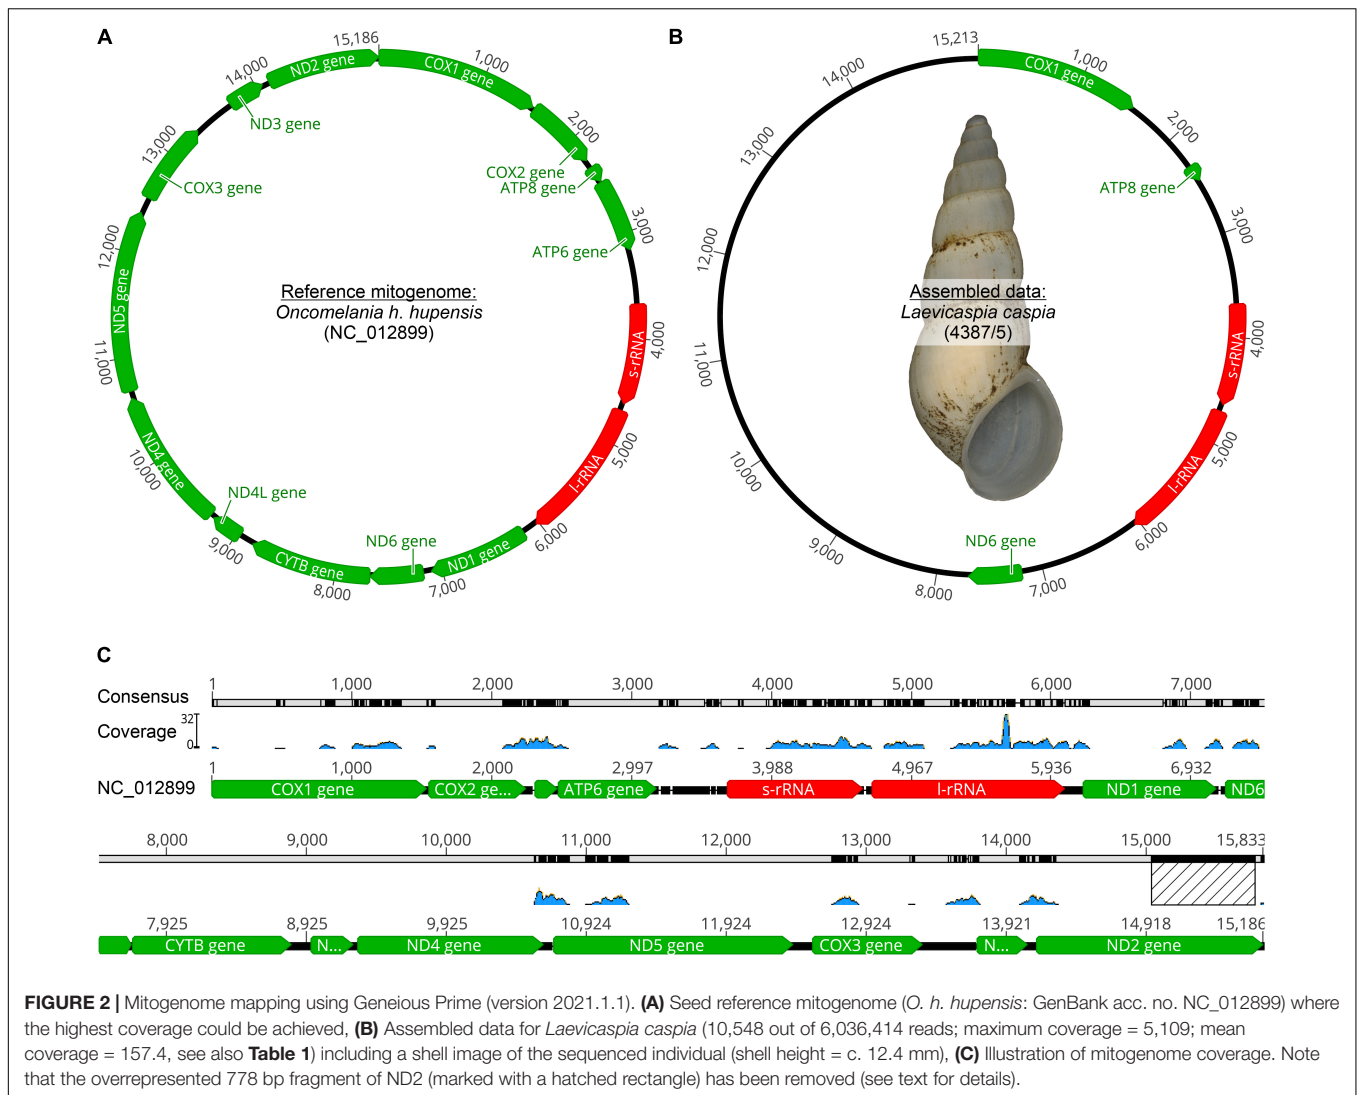 A
15,186
1,000
2,000
3,000
4,000
5,000
6,000
7,000
8,000
9,000
10,000
11,000
12,000
13,000
14,000
COX1 gene
COX2 gene
ATP8 gene
ATP6 gene
s-rRNA
l-rRNA
ND1 gene
ND6 gene
CYTB gene
ND4L gene
ND4 gene
ND5 gene
COX3 gene
ND3 gene
ND2 gene
Reference mitogenome:
Oncomelania h. hupensis
(NC_012899)
B
15,213
1,000
2,000
3,000
4,000
5,000
6,000
7,000
8,000
9,000
10,000
11,000
12,000
13,000
14,000
COX1 gene
ATP8 gene
s-rRNA
l-rRNA
ND6 gene
Assembled data:
Laevicaspia caspia
(4387/5)
C
1 1,000 2,000 3,000 4,000 5,000 6,000 7,000
Consensus
32
Coverage
0
1 1,000 2,000 2,997 3,988 4,967 5,936 6,932
NC_012899 COX1 gene COX2 ge... ATP6 gene s-rRNA l-rRNA ND1 gene ND6
8,000 9,000 10,000 11,000 12,000 13,000 14,000 15,000 15,833
7,925 8,925 9,925 10,924 11,924 12,924 13,921 14,918 15,186
CYTB gene N... ND4 gene ND5 gene COX3 gene N... ND2 gene
FIGURE 2 | Mitogenome mapping using Geneious Prime (version 2021.1.1). (A) Seed reference mitogenome (O. h. hupensis: GenBank acc. no. NC_012899) where
the highest coverage could be achieved, (B) Assembled data for Laevicaspia caspia (10,548 out of 6,036,414 reads; maximum coverage = 5,109; mean
coverage = 157.4, see also Table 1) including a shell image of the sequenced individual (shell height = c. 12.4 mm), (C) Illustration of mitogenome coverage. Note
that the overrepresented 778 bp fragment of ND2 (marked with a hatched rectangle) has been removed (see text for details).